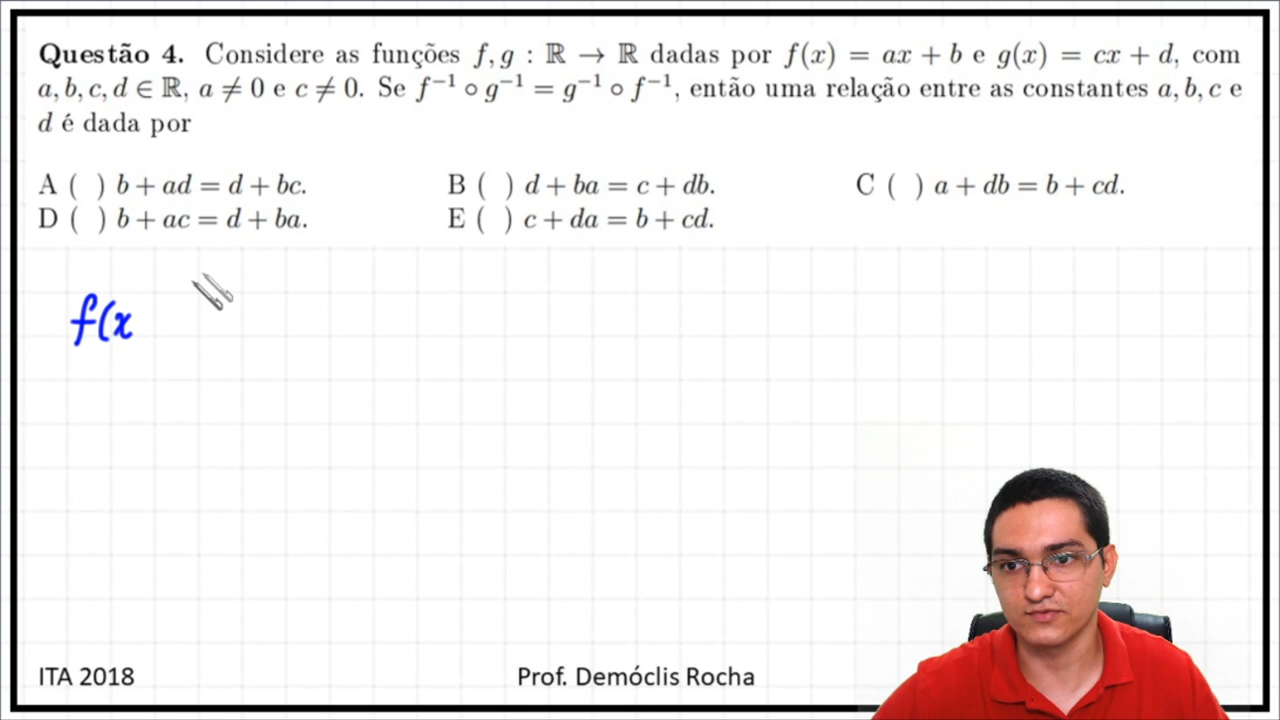 Questão 4. Considere as funções f, g : ℝ → ℝ dadas por f(x) = ax + b e g(x) = cx + d, com
a, b, c, d ∈ ℝ, a ≠ 0 e c ≠ 0. Se f⁻¹ ∘ g⁻¹ = g⁻¹ ∘ f⁻¹, então uma relação entre as constantes a, b, c e
d é dada por
A ( ) b + ad = d + bc. B ( ) d + ba = c + db. C ( ) a + db = b + cd.
D ( ) b + ac = d + ba. E ( ) c + da = b + cd.
f(x
ITA 2018 Prof. Demóclis Rocha